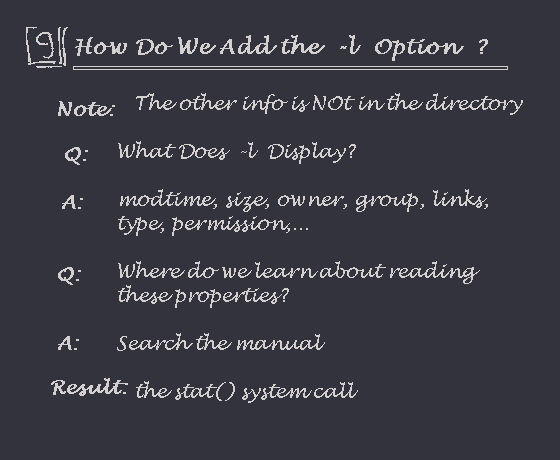 9 How Do We Add the -l Option ?
Note: The other info is NOt in the directory
Q: What Does -l Display?
A: modtime, size, owner, group, links,
type, permission,...
Q: Where do we learn about reading
these properties?
A: Search the manual
Result: the stat() system call